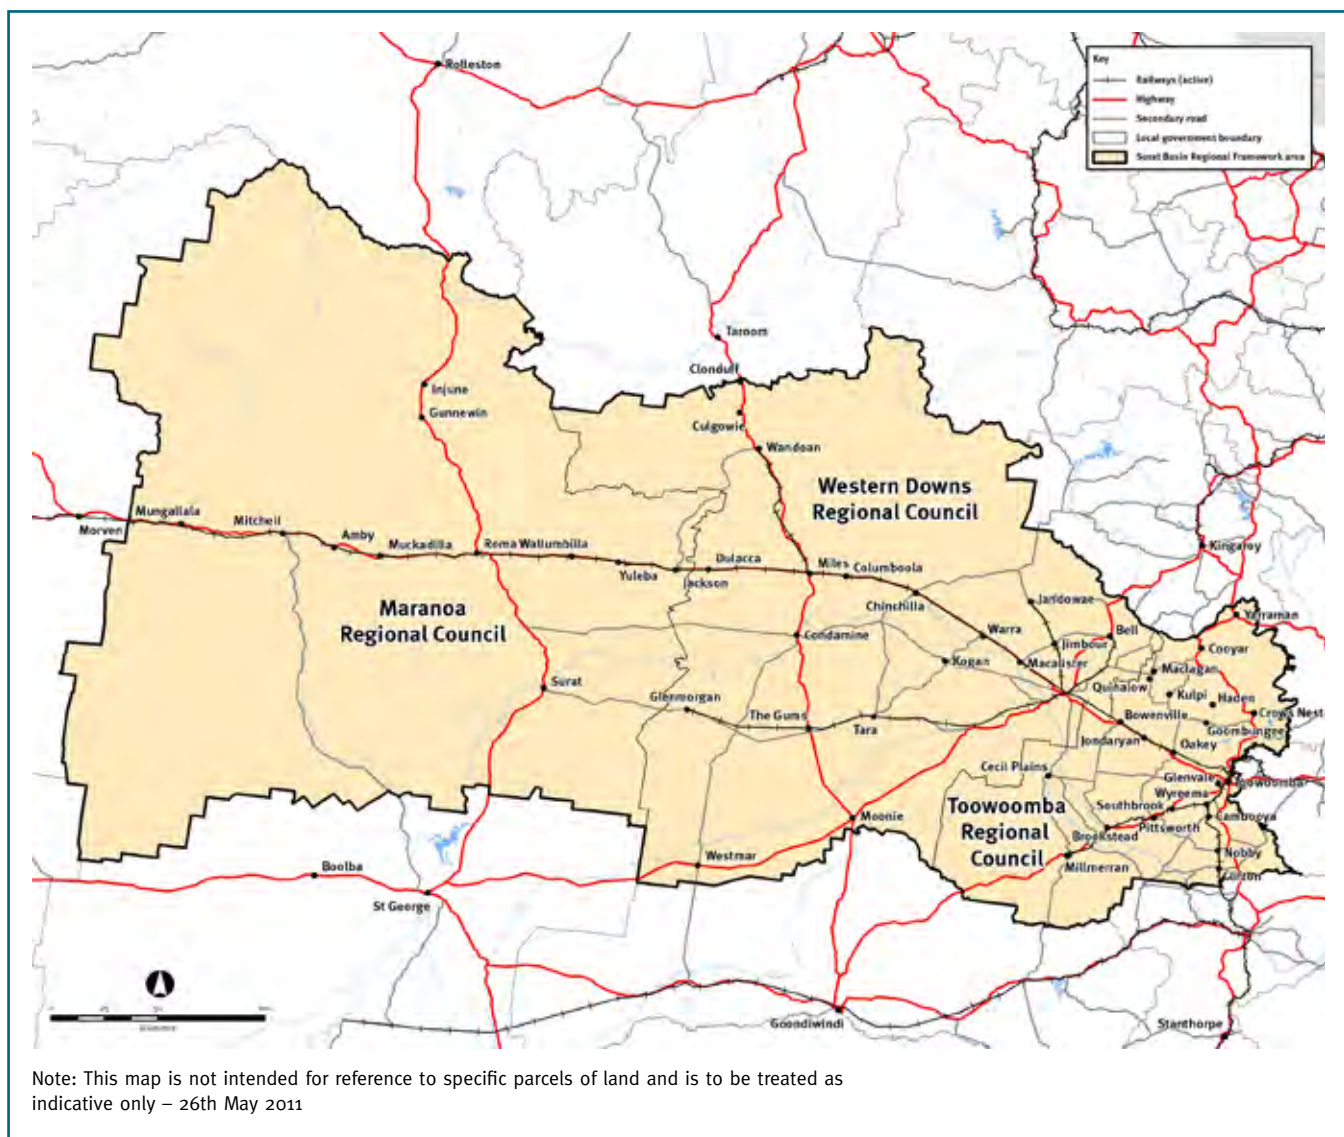 Key
Railways (active)
Highway
Secondary road
Local government boundary
Surat Basin Regional Framework area
Rolleston
Taroom
Clonduff
Injune
Gunnewin
Culgowie
Wandoan
Western Downs
Regional Council
Morven
Mungallala
Mitchell
Amby
Muckadilla
Roma
Wallumbilla
Yuleba
Jackson
Dulacca
Miles
Columboola
Chinchilla
Kingaroy
Jandowae
Yarraman
Maranoa
Regional Council
Condamine
Warra
Jimbour
Bell
Cooyar
Kogan
Macalister
Maclagan
Quinalow
Kulpi
Haden
Surat
Glenmorgan
The Gums
Tara
Bowenville
Crows Nest
Goombungee
Jondaryan
Oakey
Cecil Plains
Glenvale
Toowoomba
Wyreema
Toowoomba
Regional
Council
Southbrook
Cambooya
Moonie
Brookstead
Pittsworth
Westmar
Millmerran
Nobby
Clifton
Boolba
St George
Goondiwindi
Stanthorpe
Note: This map is not intended for reference to specific parcels of land and is to be treated as
indicative only – 26th May 2011